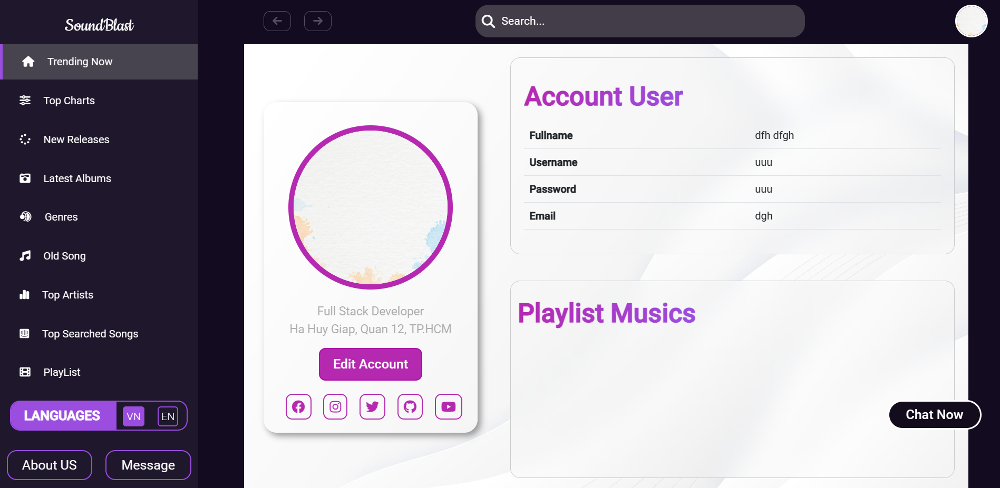 SoundBlast
Search...
Trending Now
Top Charts
New Releases
Latest Albums
Genres
Old Song
Top Artists
Top Searched Songs
PlayList
LANGUAGES VN EN
About US Message
Full Stack Developer
Ha Huy Giap, Quan 12, TP.HCM
Edit Account
Account User
Fullname dfh dfgh
Username uuu
Password uuu
Email dgh
Playlist Musics
Chat Now